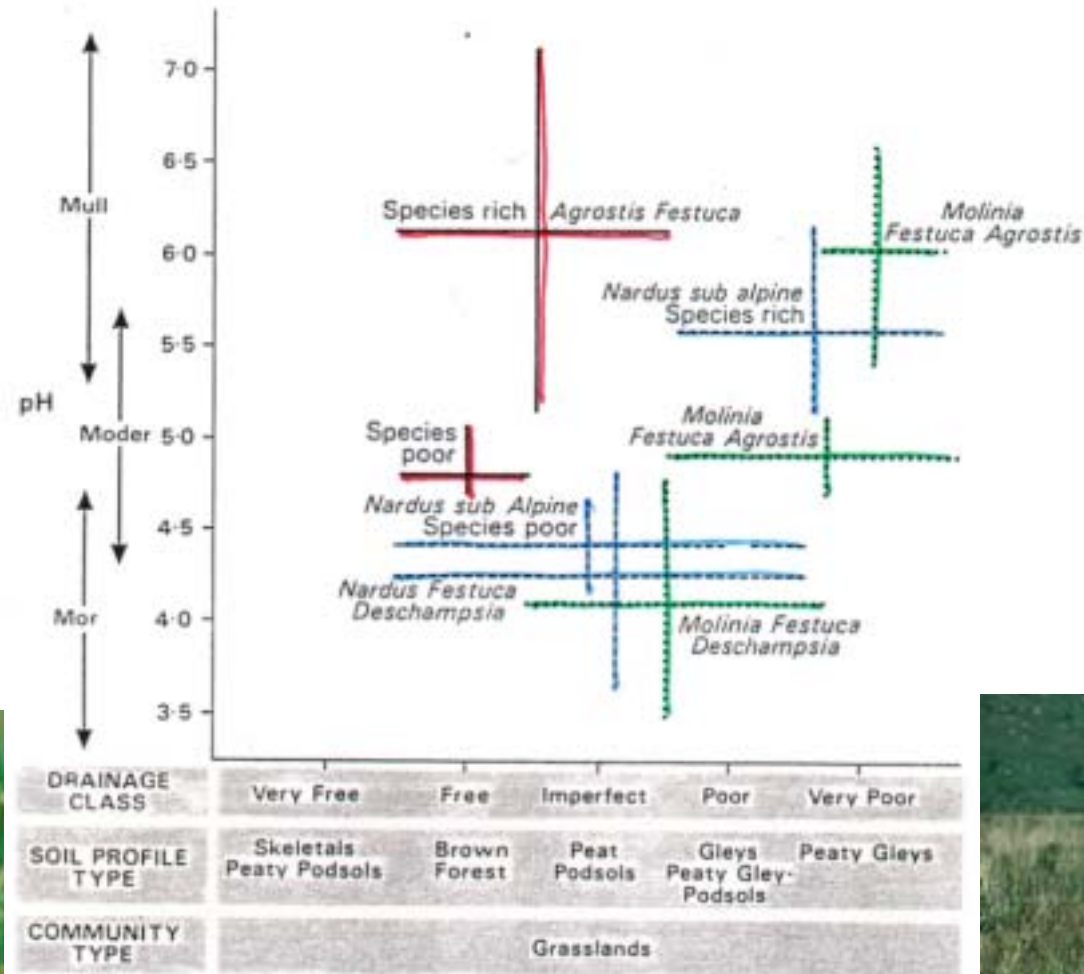 7·0
6·5
Mull
Species rich Agrostis Festuca
Molinia
Festuca Agrostis
6·0
Nardus sub alpine
Species rich
5·5
pH
Moder
5·0
Species
poor
Molinia
Festuca Agrostis
4·5
Nardus sub Alpine
Species poor
Nardus Festuca
Deschampsia
4·0
Mor
Molinia Festuca
Deschampsia
3·5
DRAINAGE
CLASS
Very Free
Free
Imperfect
Poor
Very Poor
SOIL PROFILE
TYPE
Skeletals
Peaty Podsols
Brown
Forest
Peat
Podsols
Gleys
Peaty Gley-
Podsols
Peaty Gleys
COMMUNITY
TYPE
Grasslands